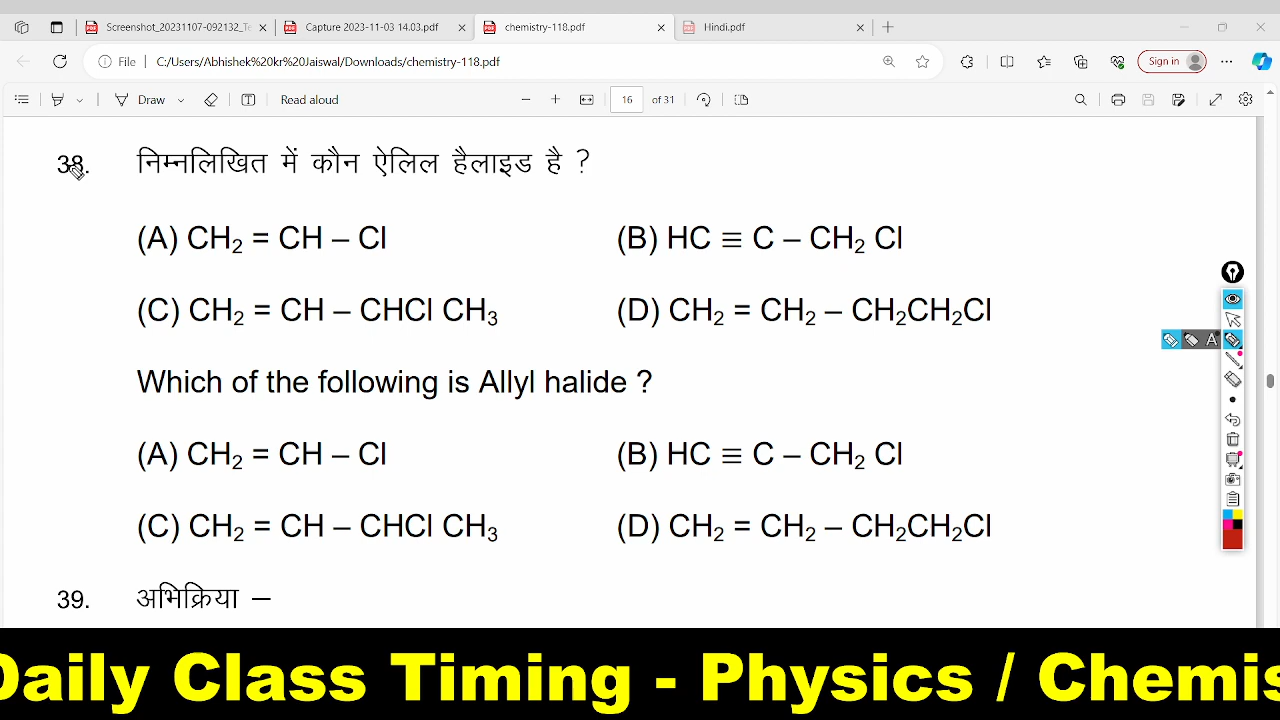 Screenshot_20231107-092132_Te
Capture 2023-11-03 14.03.pdf
chemistry-118.pdf
Hindi.pdf
File
C:/Users/Abhishek%20kr%20Jaiswal/Downloads/chemistry-118.pdf
Sign in
Draw
Read aloud
16 of 31
38. निम्नलिखित में कौन ऐलिल हैलाइड है ?
(A) CH₂ = CH – Cl (B) HC ≡ C – CH₂ Cl
(C) CH₂ = CH – CHCl CH₃ (D) CH₂ = CH₂ – CH₂CH₂Cl
Which of the following is Allyl halide ?
(A) CH₂ = CH – Cl (B) HC ≡ C – CH₂ Cl
(C) CH₂ = CH – CHCl CH₃ (D) CH₂ = CH₂ – CH₂CH₂Cl
39. अभिक्रिया –
A
Daily Class Timing - Physics / Chemis